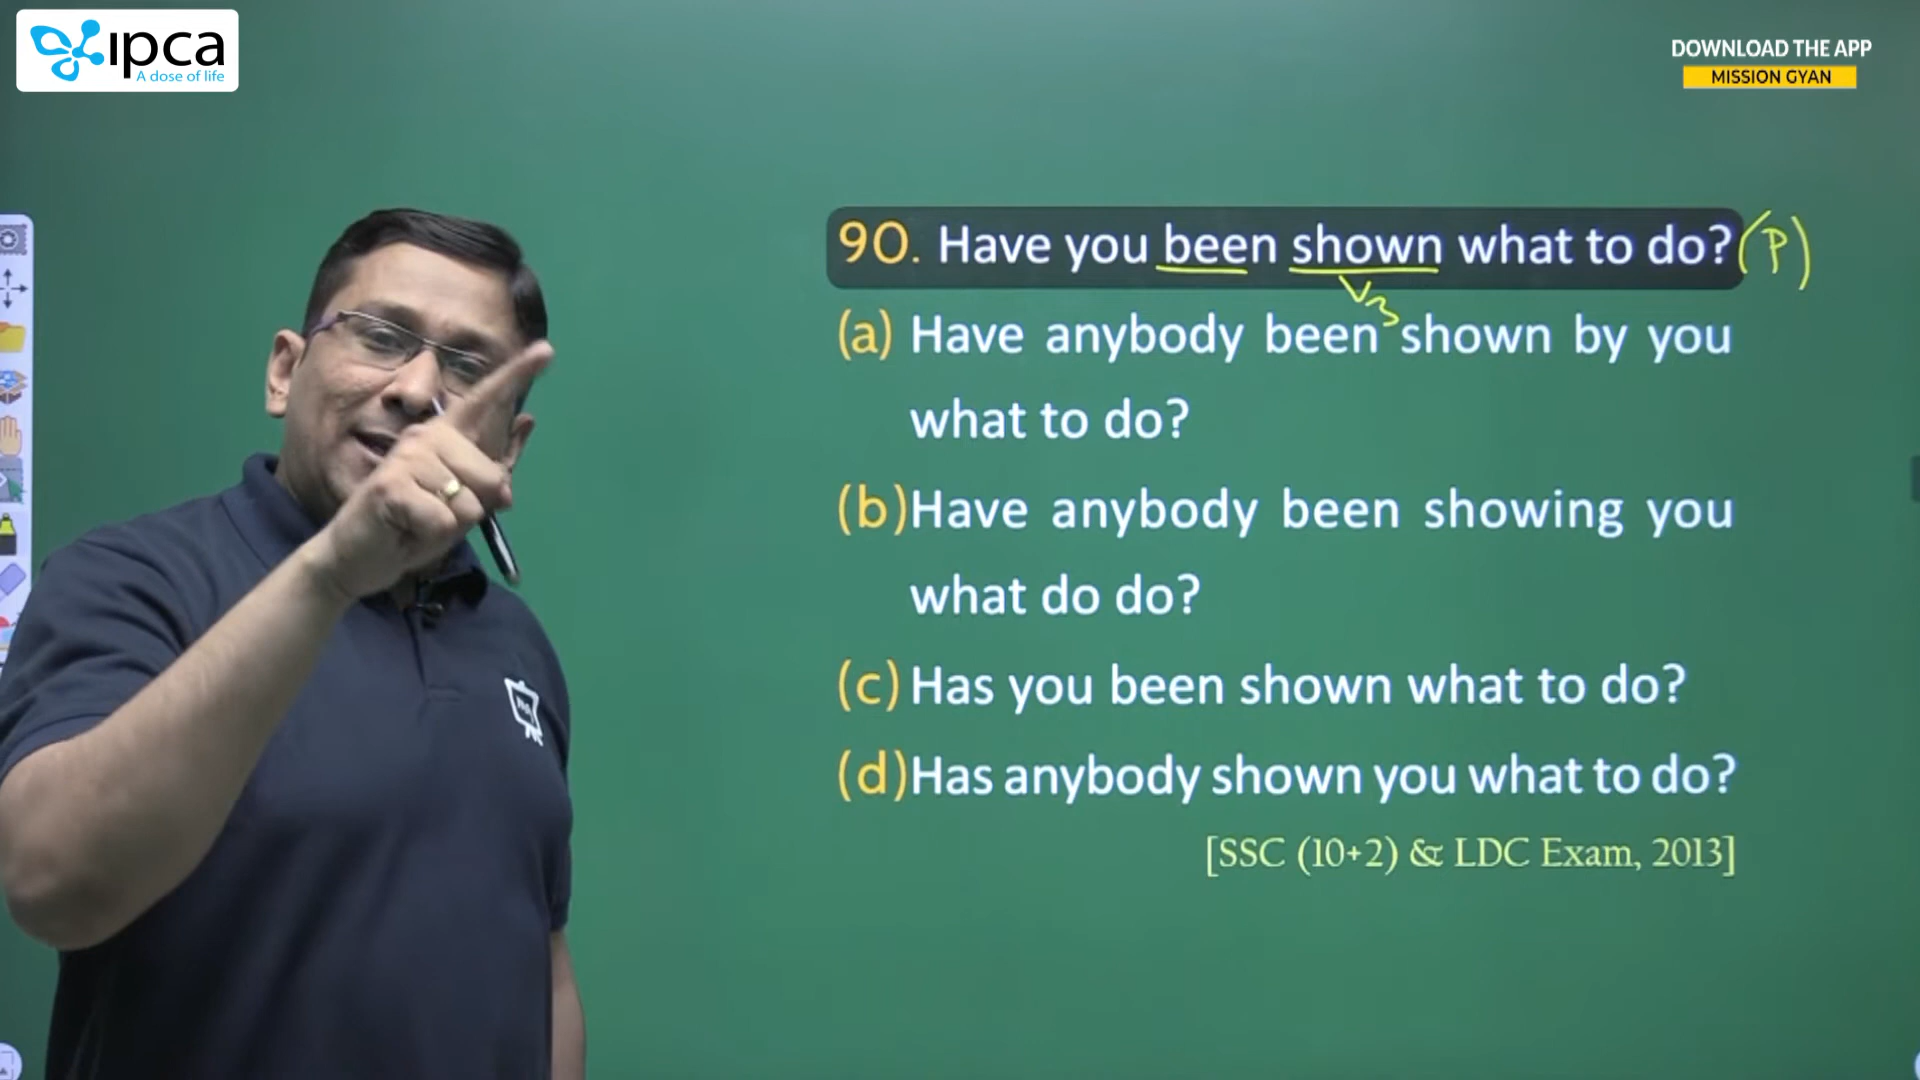 ipca
A dose of life
DOWNLOAD THE APP
MISSION GYAN
90. Have you been shown what to do? (P)
V3
(a) Have anybody been shown by you
what to do?
(b) Have anybody been showing you
what do do?
(c) Has you been shown what to do?
(d) Has anybody shown you what to do?
[SSC (10+2) & LDC Exam, 2013]